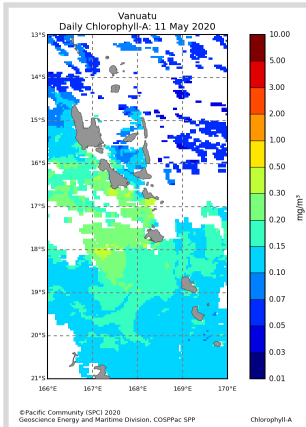 Vanuatu
Daily Chlorophyll-A: 11 May 2020
13°S
14°S
15°S
16°S
17°S
18°S
19°S
20°S
21°S
166°E 167°E 168°E 169°E 170°E
10.00
5.00
3.00
2.00
1.00
0.50
0.30
0.20
0.15
0.10
0.07
0.05
0.03
0.01
mg/m³
©Pacific Community (SPC) 2020
Geoscience Energy and Maritime Division, COSPPac SPP
Chlorophyll-A